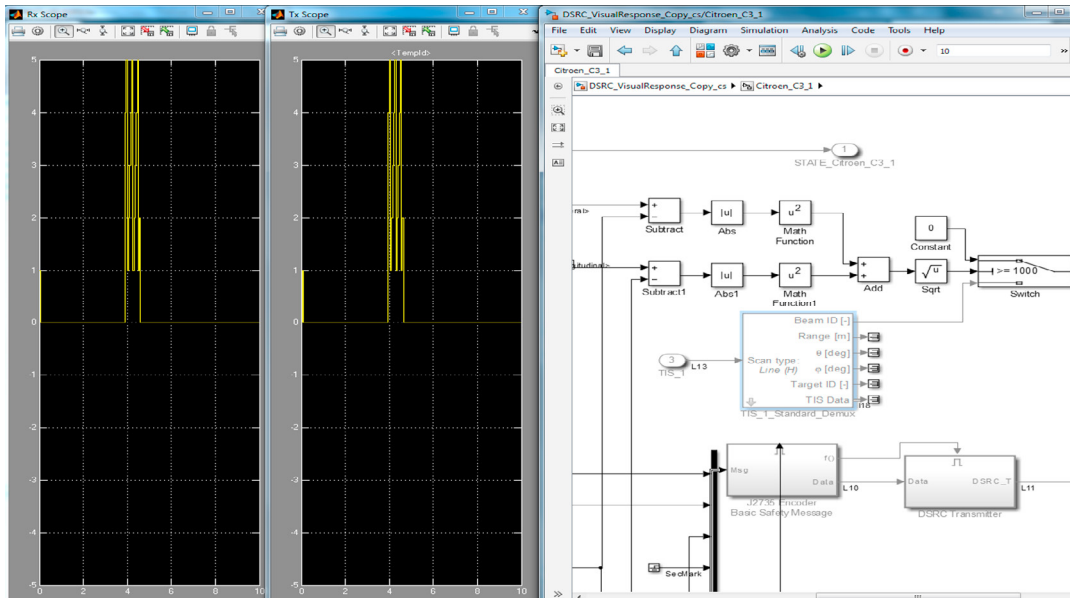 Rx Scope
5
4
3
2
1
0
-1
-2
-3
-4
-5
0
2
4
6
8
10
Tx Scope
<TempId>
5
4
3
2
1
0
-1
-2
-3
-4
-5
0
2
4
6
8
10
DSRC_VisualResponse_Copy_cs/Citroen_C3_1
File Edit View Display Diagram Simulation Analysis Code Tools Help
10
»
Citroen_C3_1
DSRC_VisualResponse_Copy_cs ▶ Citroen_C3_1 ▶
1
STATE_Citroen_C3_1
+
−
Subtract
|u|
Abs
u²
Math
Function
0
Constant
+
−
Subtract1
|u|
Abs1
u²
Math
Function1
+
+
Add
√u
Sqrt
>= 1000
Switch
3
TIS_1
L13
Scan type:
Line (H)
Beam ID [-]
Range [m]
θ [deg]
φ [deg]
Target ID [-]
TIS Data
TIS_1_Standard_Demux
Msg
f()
Data
J2735 Encoder
Basic Safety Message
L10
Data
DSRC_T
DSRC Transmitter
L11
SecMark
»